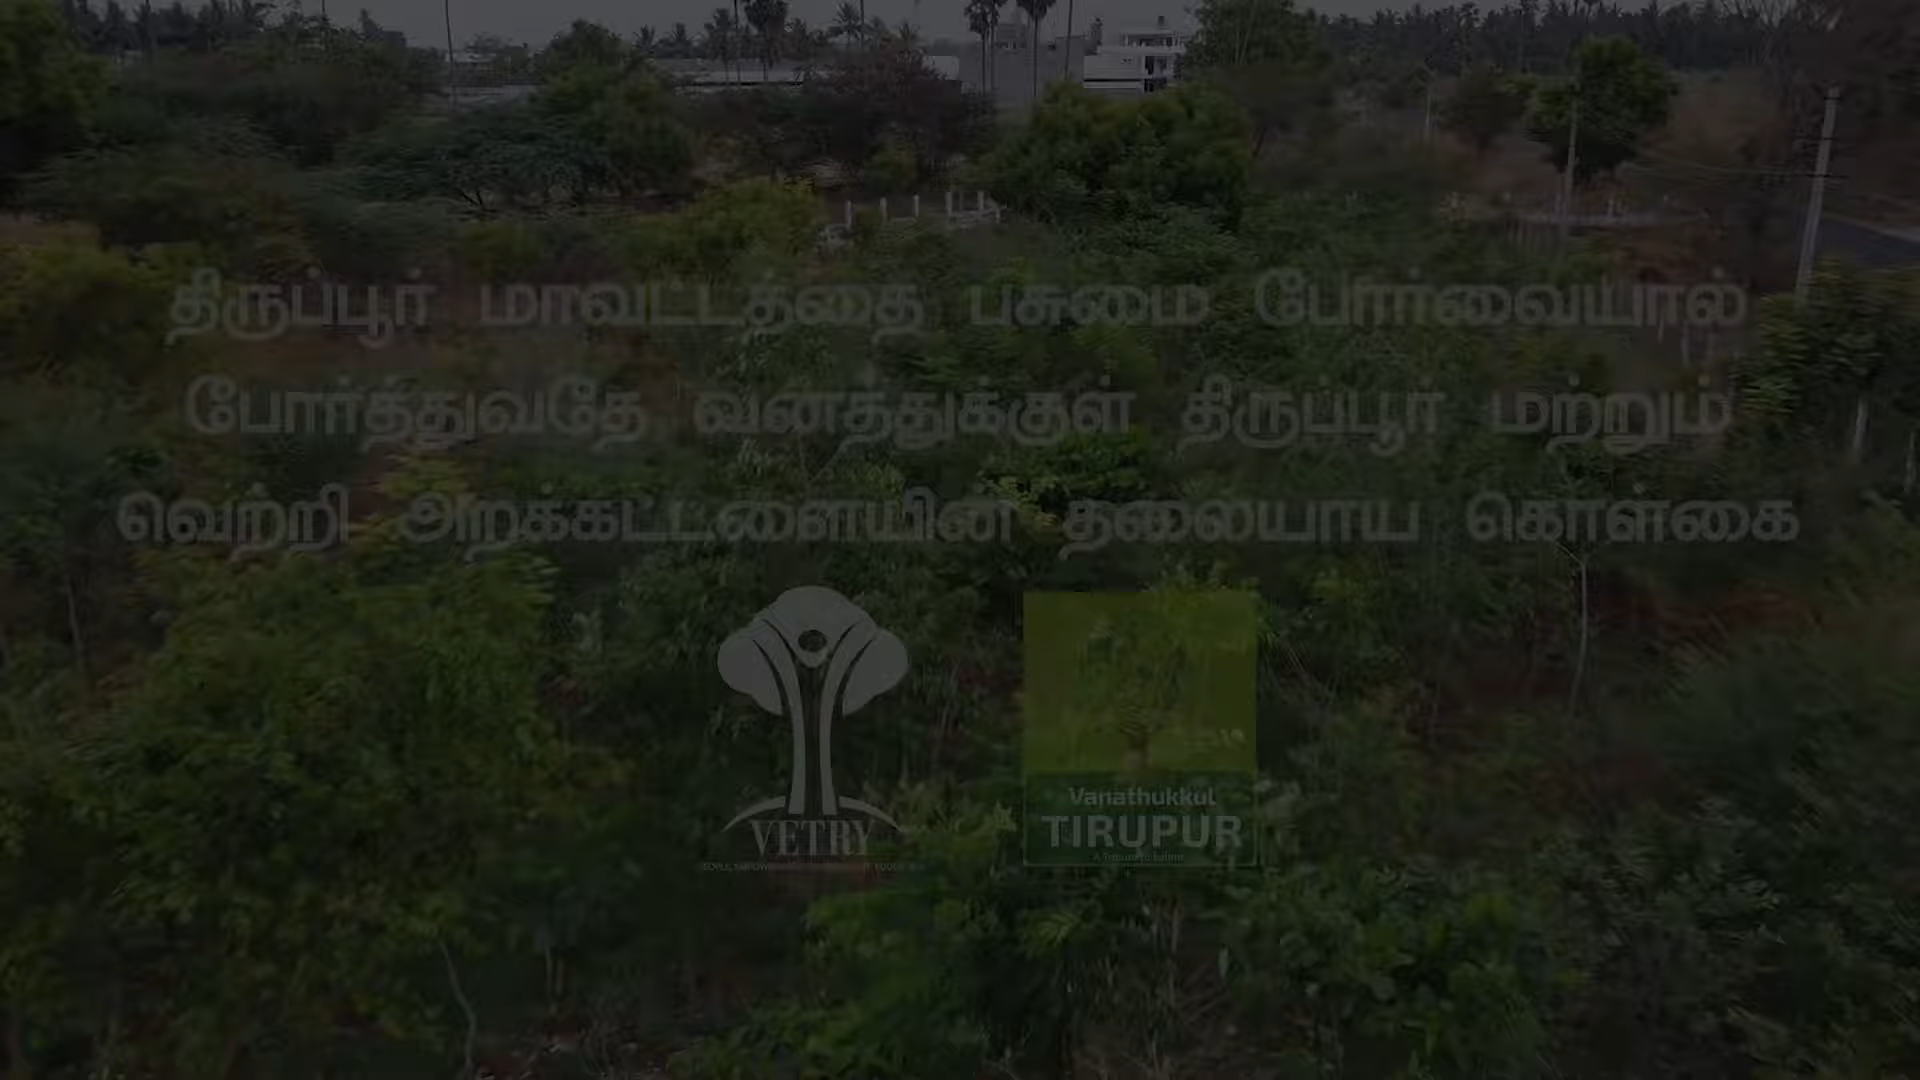 திருப்பூர் மாவட்டத்தை பசுமை போர்வையால்
போர்த்துவதே வனத்துக்குள் திருப்பூர் மற்றும்
வெற்றி அறக்கட்டளையின் தலையாய கொள்கை
VETRY
Vanathukkul
TIRUPUR